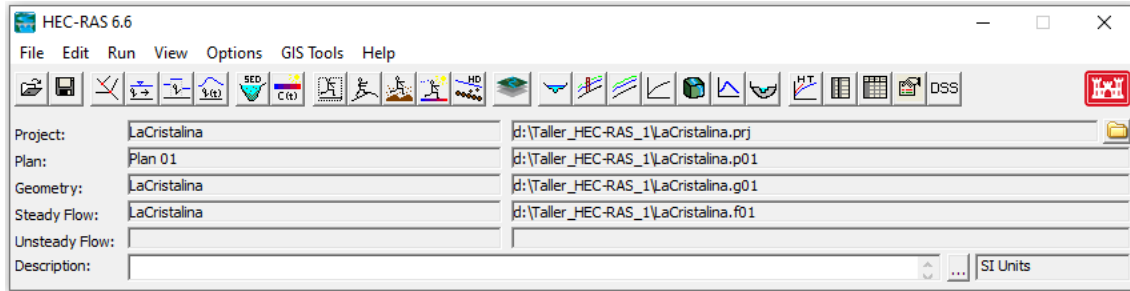 HEC-RAS 6.6
File Edit Run View Options GIS Tools Help
SED C(t) HD HT DSS
Project: LaCristalina d:\Taller_HEC-RAS_1\LaCristalina.prj
Plan: Plan 01 d:\Taller_HEC-RAS_1\LaCristalina.p01
Geometry: LaCristalina d:\Taller_HEC-RAS_1\LaCristalina.g01
Steady Flow: LaCristalina d:\Taller_HEC-RAS_1\LaCristalina.f01
Unsteady Flow:
Description: ... SI Units